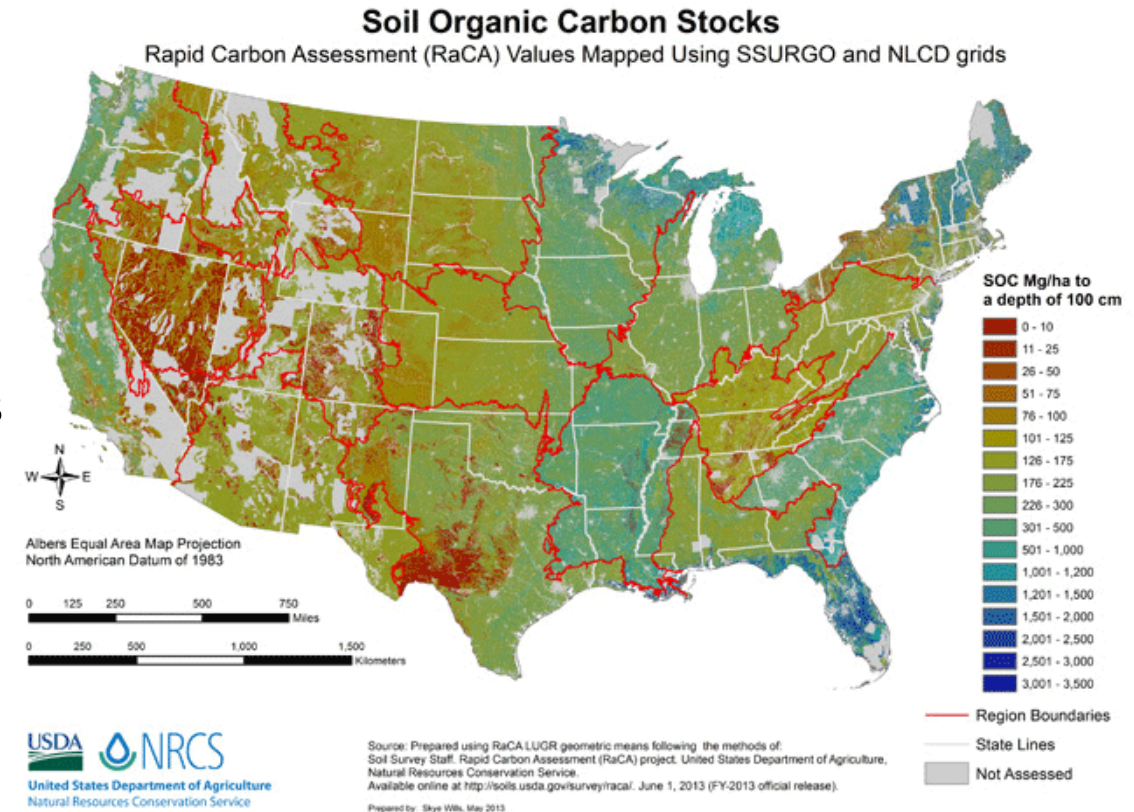 Soil Organic Carbon Stocks
Rapid Carbon Assessment (RaCA) Values Mapped Using SSURGO and NLCD grids
SOC Mg/ha to
a depth of 100 cm
0 - 10
11 - 25
26 - 50
51 - 75
76 - 100
101 - 125
126 - 175
176 - 225
226 - 300
301 - 500
501 - 1,000
1,001 - 1,200
1,201 - 1,500
1,501 - 2,000
2,001 - 2,500
2,501 - 3,000
3,001 - 3,500
Region Boundaries
State Lines
Not Assessed
N
W E
S
Albers Equal Area Map Projection
North American Datum of 1983
0 125 250 500 750
Miles
0 250 500 1,000 1,500
Kilometers
USDA NRCS
United States Department of Agriculture
Natural Resources Conservation Service
Source: Prepared using RaCA LUGR geometric means following the methods of:
Soil Survey Staff. Rapid Carbon Assessment (RaCA) project. United States Department of Agriculture,
Natural Resources Conservation Service.
Available online at http://soils.usda.gov/survey/raca/. June 1, 2013 (FY-2013 official release).
Prepared by: Skye Wills, May 2013